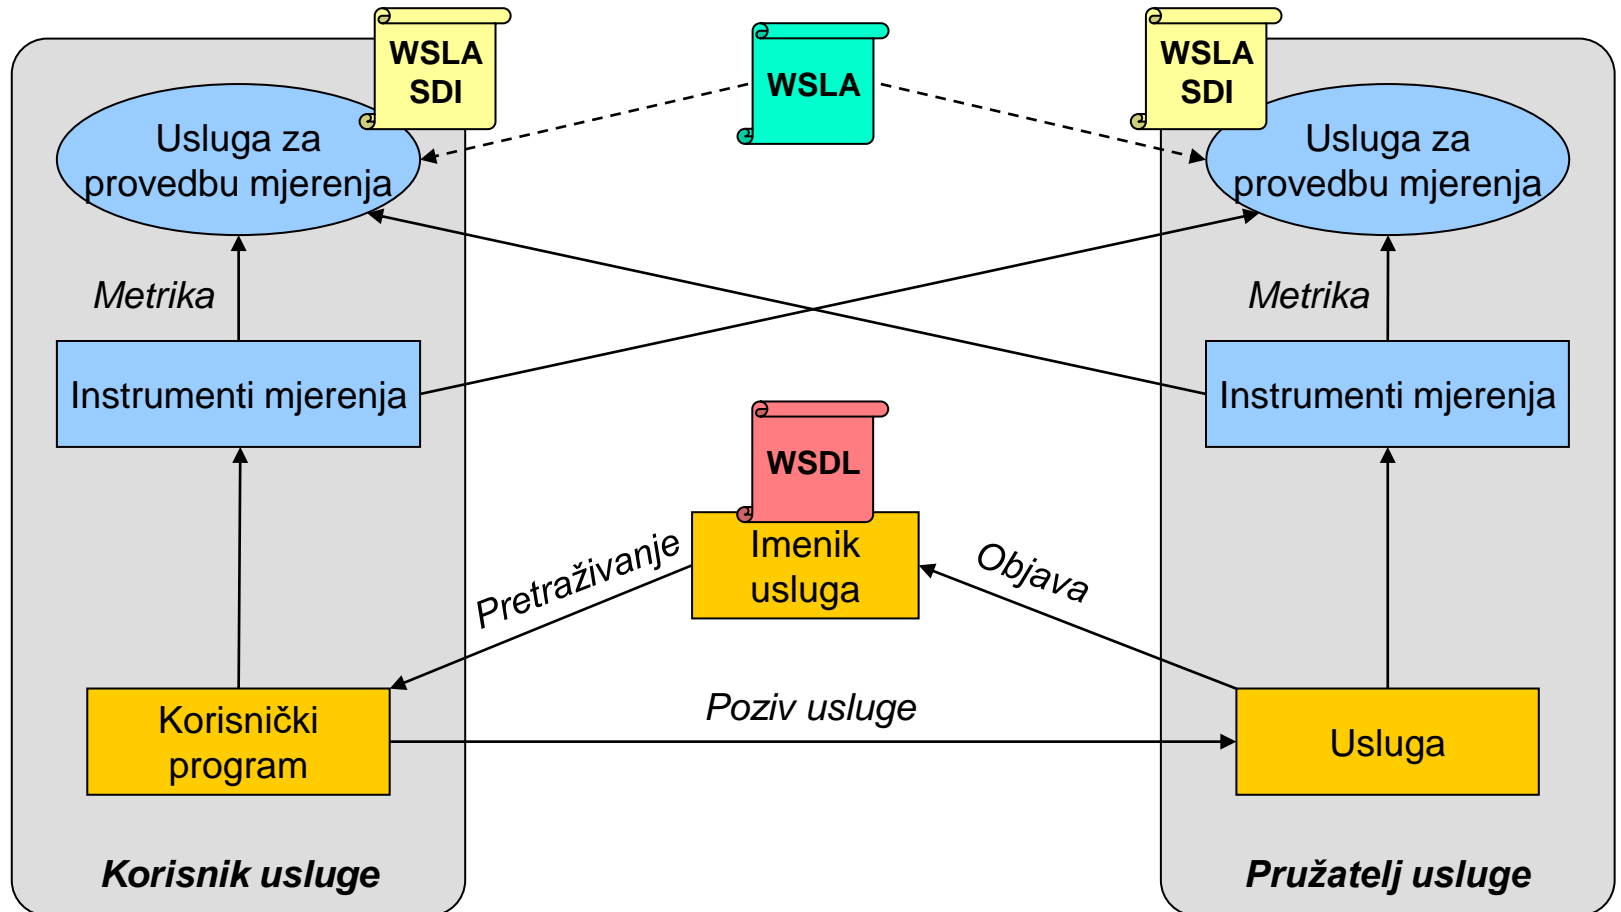 WSLA
SDI
WSLA
WSLA
SDI
Usluga za
provedbu mjerenja
Usluga za
provedbu mjerenja
Metrika
Metrika
Instrumenti mjerenja
Instrumenti mjerenja
WSDL
Imenik
usluga
Pretraživanje
Objava
Poziv usluge
Korisnički
program
Usluga
Korisnik usluge
Pružatelj usluge